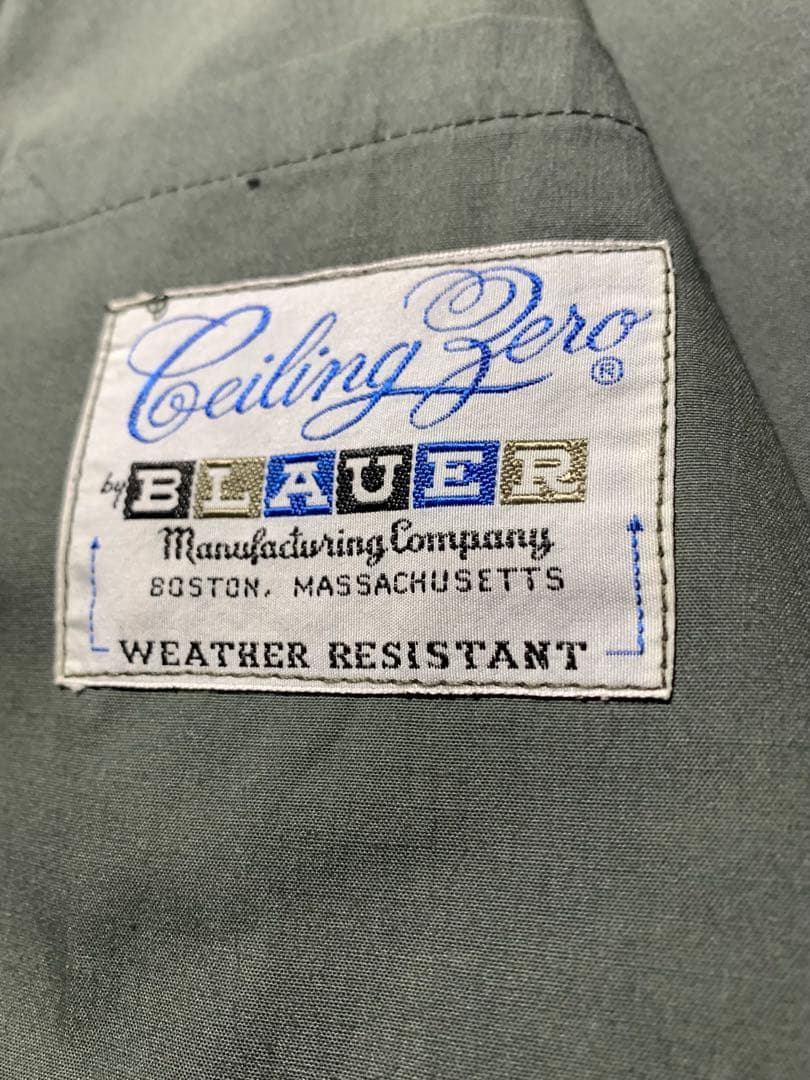 Ceiling Zero ®
by BLAUER
Manufacturing Company
BOSTON, MASSACHUSETTS
WEATHER RESISTANT